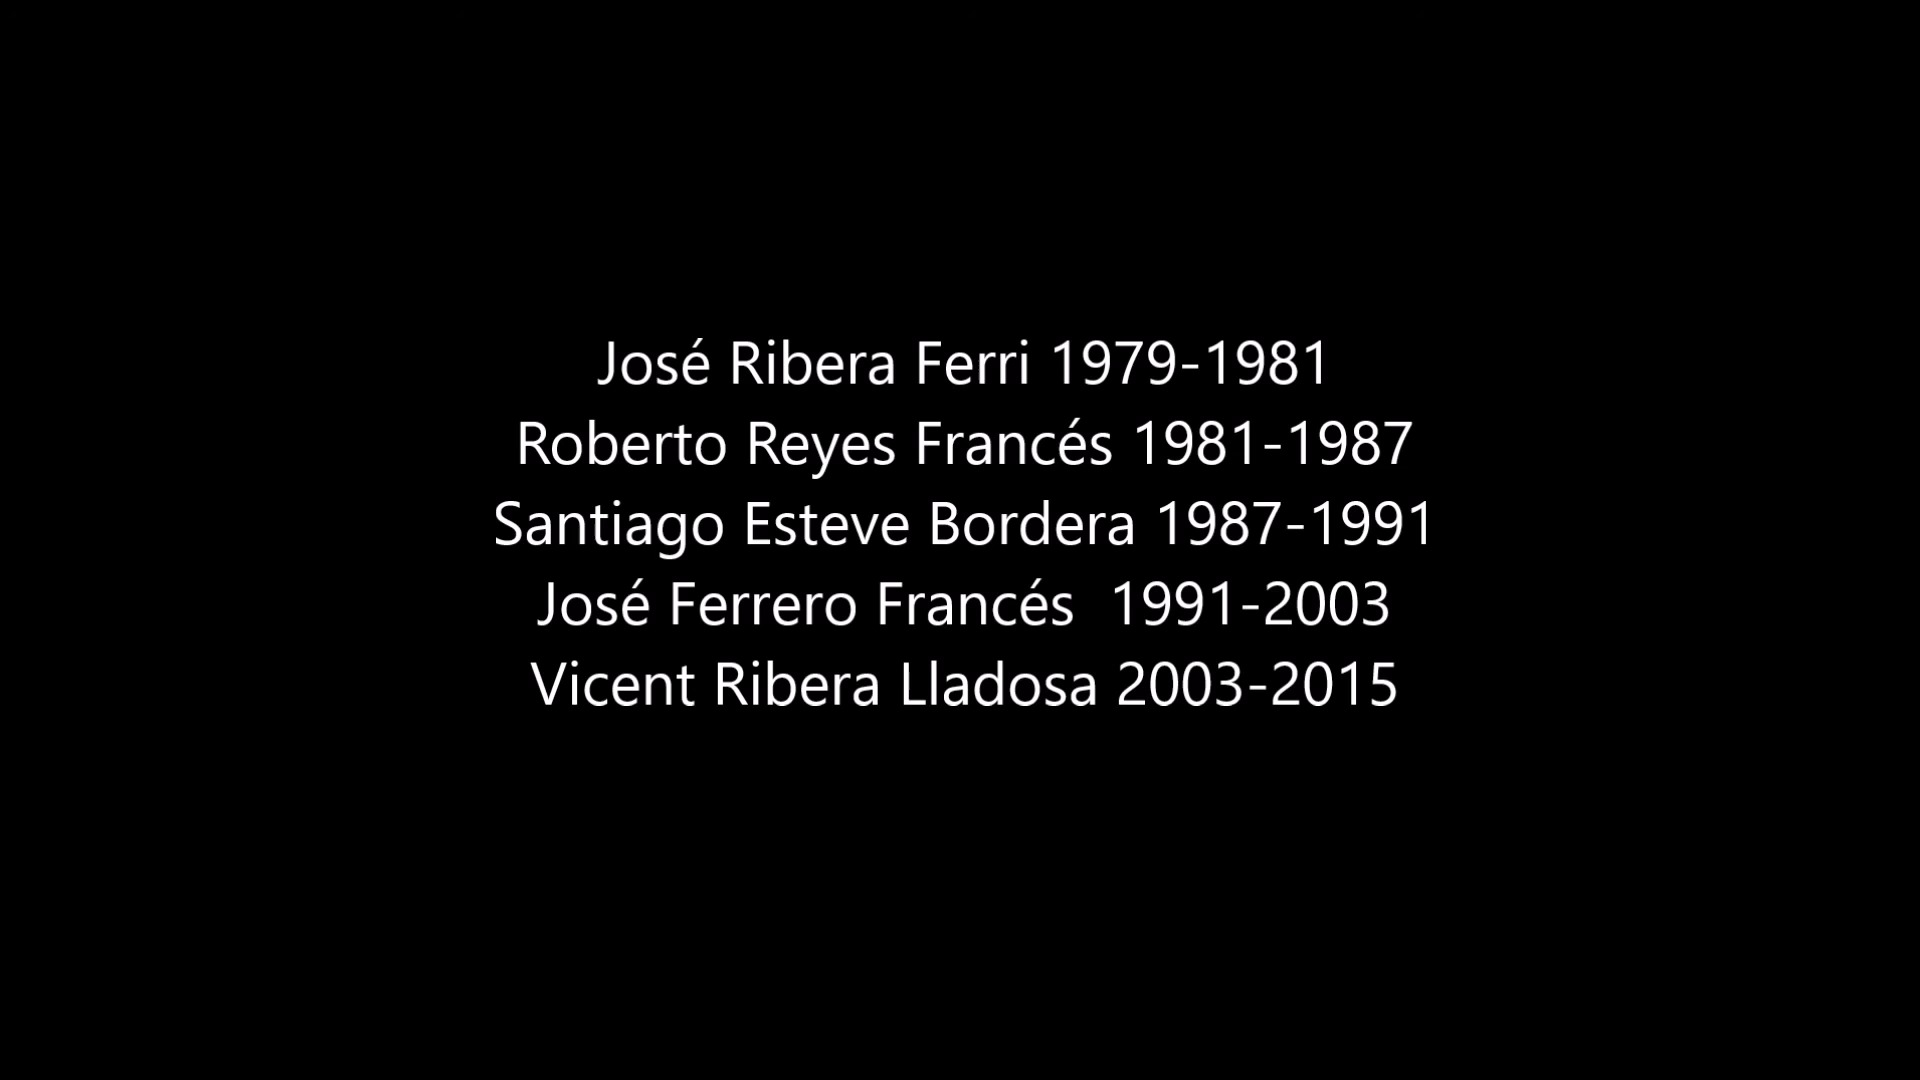 José Ribera Ferri 1979-1981
Roberto Reyes Francés 1981-1987
Santiago Esteve Bordera 1987-1991
José Ferrero Francés  1991-2003
Vicent Ribera Lladosa 2003-2015